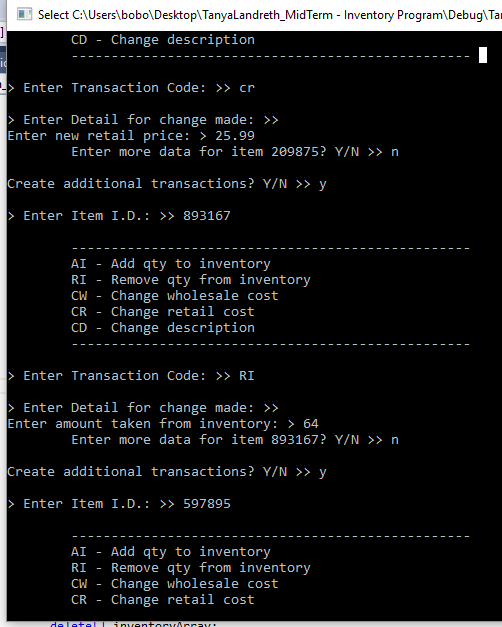 Select C:\Users\bobo\Desktop\TanyaLandreth_MidTerm - Inventory Program\Debug\Tan
CD - Change description
--------------------------------------------------
> Enter Transaction Code: >> cr
> Enter Detail for change made: >>
Enter new retail price: > 25.99
Enter more data for item 209875? Y/N >> n
Create additional transactions? Y/N >> y
> Enter Item I.D.: >> 893167
--------------------------------------------------
AI - Add qty to inventory
RI - Remove qty from inventory
CW - Change wholesale cost
CR - Change retail cost
CD - Change description
--------------------------------------------------
> Enter Transaction Code: >> RI
> Enter Detail for change made: >>
Enter amount taken from inventory: > 64
Enter more data for item 893167? Y/N >> n
Create additional transactions? Y/N >> y
> Enter Item I.D.: >> 597895
--------------------------------------------------
AI - Add qty to inventory
RI - Remove qty from inventory
CW - Change wholesale cost
CR - Change retail cost
delete[] inventoryArray;